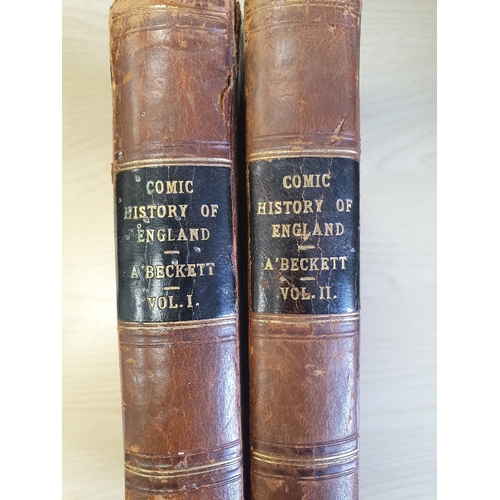 COMIC
HISTORY OF
ENGLAND
A'BECKETT
VOL. I.
COMIC
HISTORY OF
ENGLAND
A'BECKETT
VOL. II.